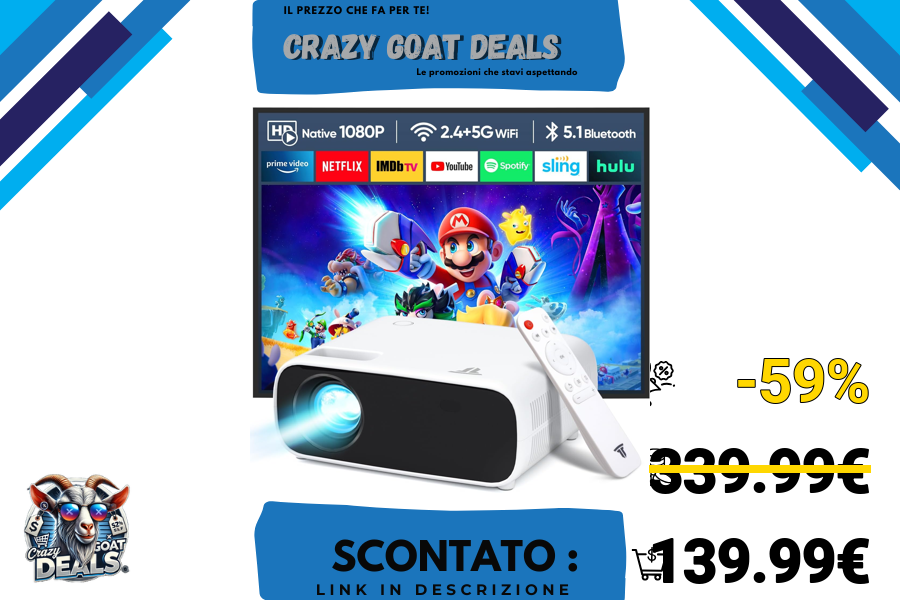 IL PREZZO CHE FA PER TE!
CRAZY GOAT DEALS
Le promozioni che stavi aspettando
HD Native 1080P
2.4+5G WiFi
5.1 Bluetooth
prime video
NETFLIX
IMDb TV
YouTube
Spotify
sling
hulu
M
-59%
339.99€
139.99€
SCONTATO :
LINK IN DESCRIZIONE
$
57%
Crazy
GOAT
DEALS